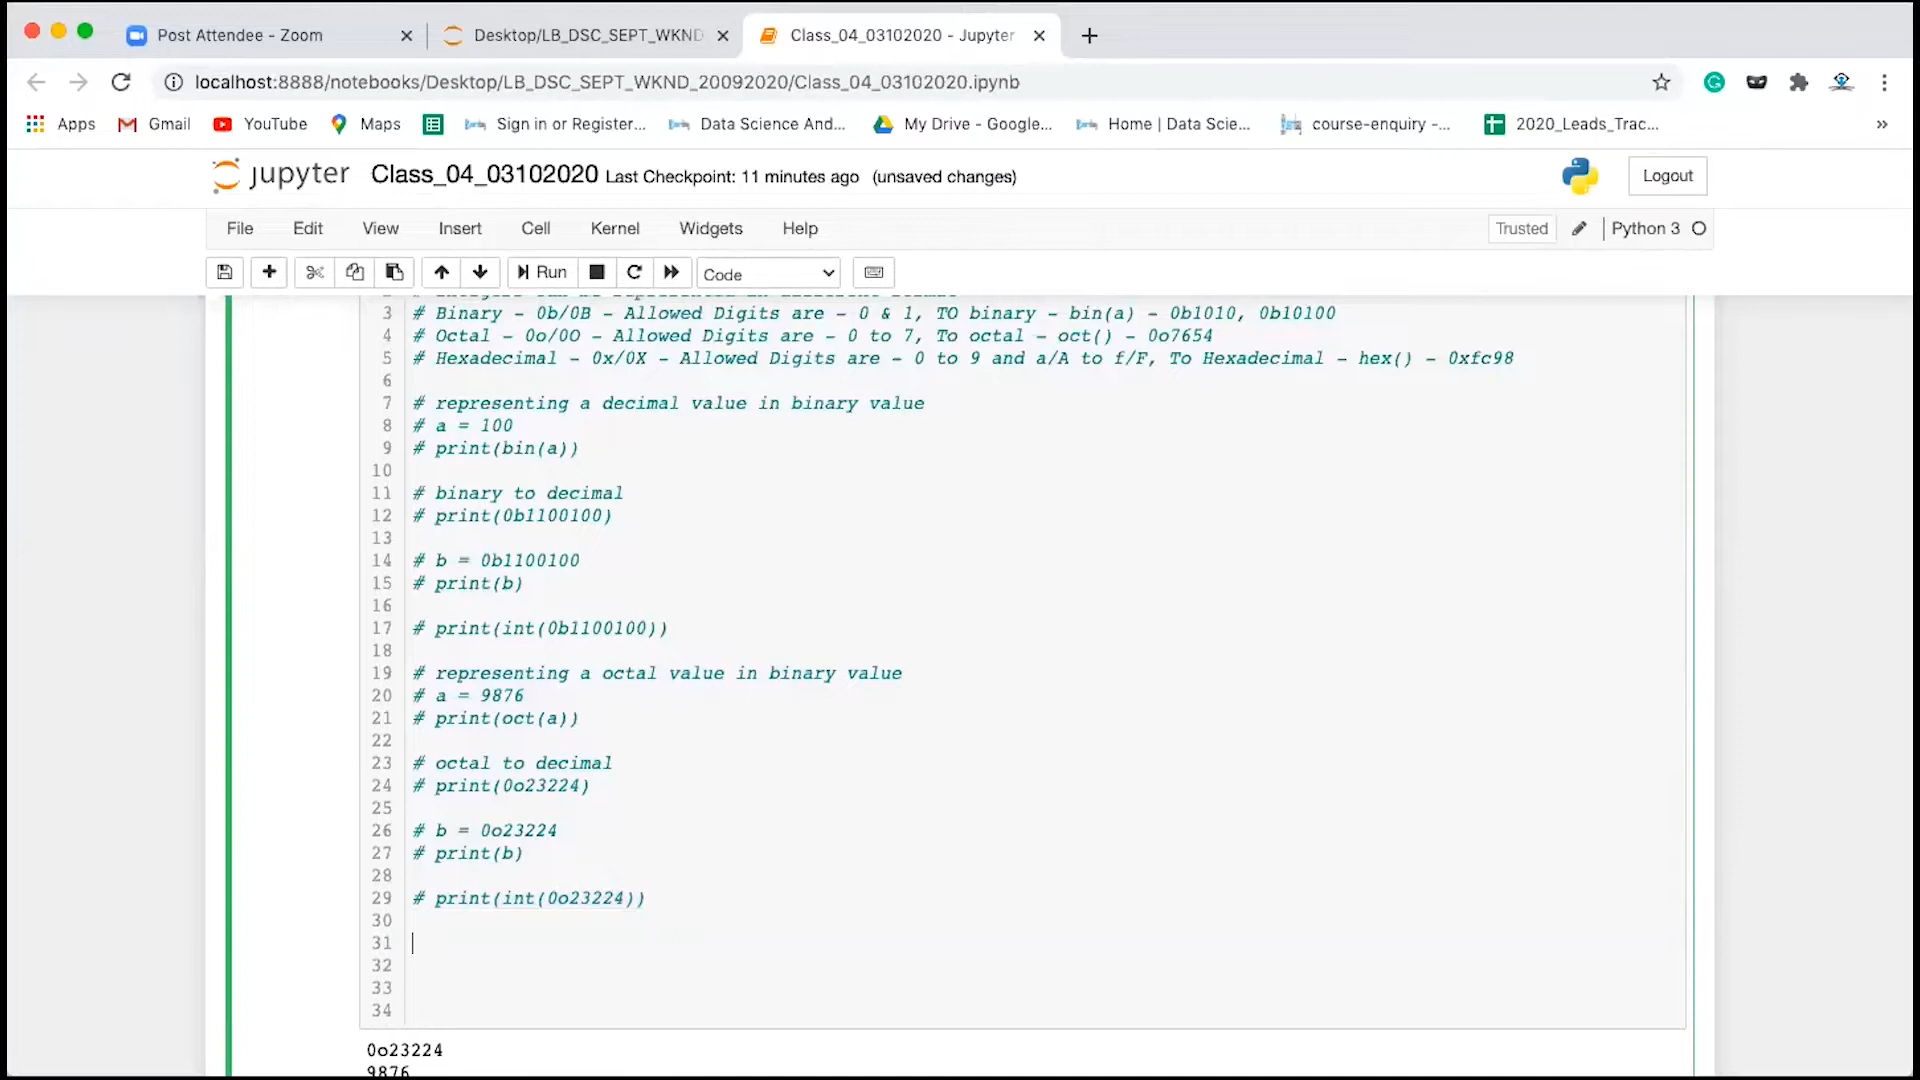 Post Attendee - Zoom
Desktop/LB_DSC_SEPT_WKND
Class_04_03102020 - Jupyter
localhost:8888/notebooks/Desktop/LB_DSC_SEPT_WKND_20092020/Class_04_03102020.ipynb
Apps Gmail YouTube Maps Sign in or Register... Data Science And... My Drive - Google... Home | Data Scie... course-enquiry -... 2020_Leads_Trac... »
jupyter Class_04_03102020 Last Checkpoint: 11 minutes ago (unsaved changes)
Logout
File Edit View Insert Cell Kernel Widgets Help
Trusted Python 3
Run Code
3 # Binary - 0b/0B - Allowed Digits are - 0 & 1, TO binary - bin(a) - 0b1010, 0b10100
4 # Octal - 0o/0O - Allowed Digits are - 0 to 7, To octal - oct() - 0o7654
5 # Hexadecimal - 0x/0X - Allowed Digits are - 0 to 9 and a/A to f/F, To Hexadecimal - hex() - 0xfc98
6
7 # representing a decimal value in binary value
8 # a = 100
9 # print(bin(a))
10
11 # binary to decimal
12 # print(0b1100100)
13
14 # b = 0b1100100
15 # print(b)
16
17 # print(int(0b1100100))
18
19 # representing a octal value in binary value
20 # a = 9876
21 # print(oct(a))
22
23 # octal to decimal
24 # print(0o23224)
25
26 # b = 0o23224
27 # print(b)
28
29 # print(int(0o23224))
30
31
32
33
34
0o23224
9876